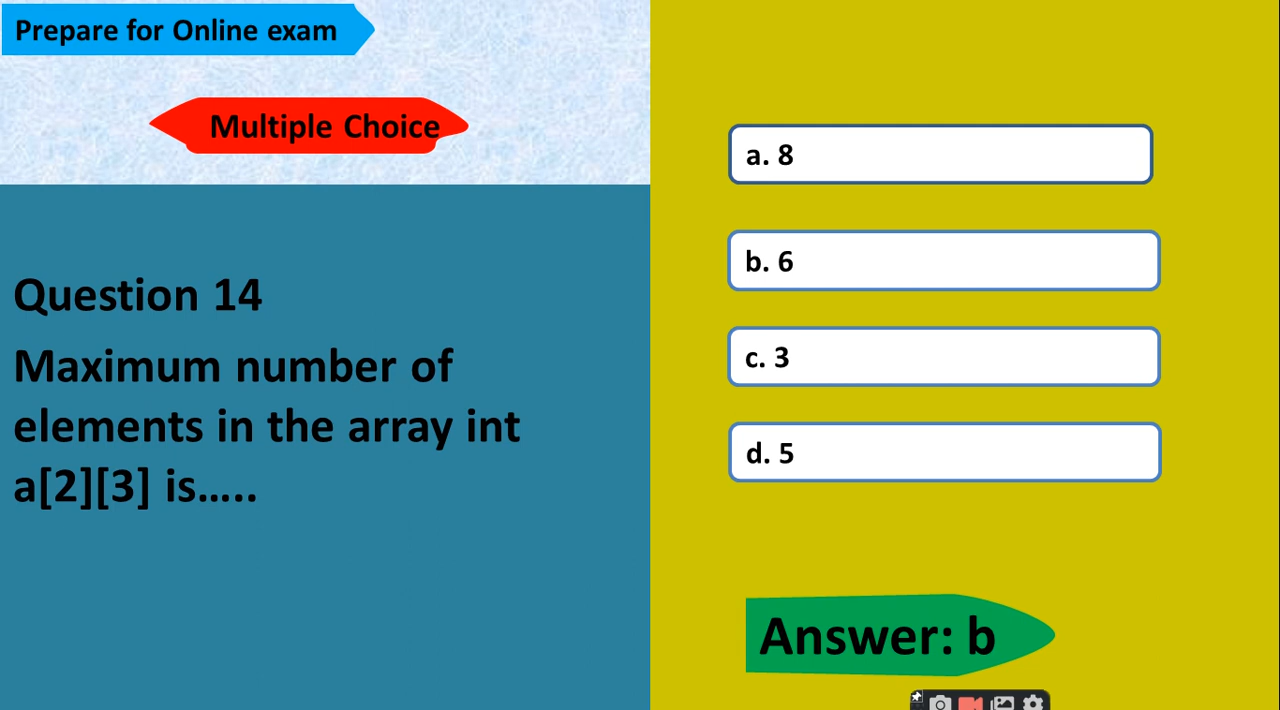 Prepare for Online exam
Multiple Choice
Question 14
Maximum number of
elements in the array int
a[2][3] is…..
a. 8
b. 6
c. 3
d. 5
Answer: b